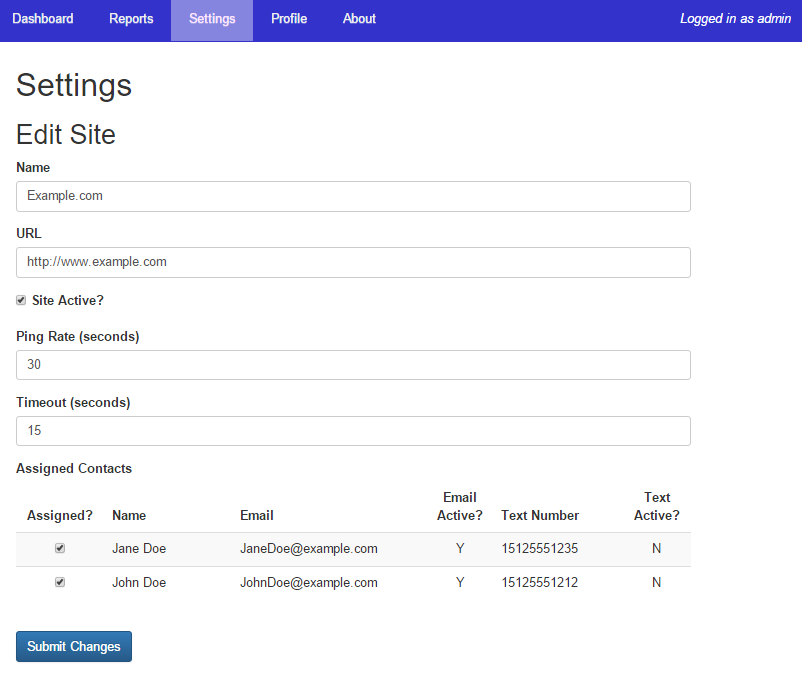 Dashboard Reports Settings Profile About Logged in as admin
Settings
Edit Site
Name
Example.com
URL
http://www.example.com
Site Active?
Ping Rate (seconds)
30
Timeout (seconds)
15
Assigned Contacts
Assigned? Name Email Email Active? Text Number Text Active?
Jane Doe JaneDoe@example.com Y 15125551235 N
John Doe JohnDoe@example.com Y 15125551212 N
Submit Changes